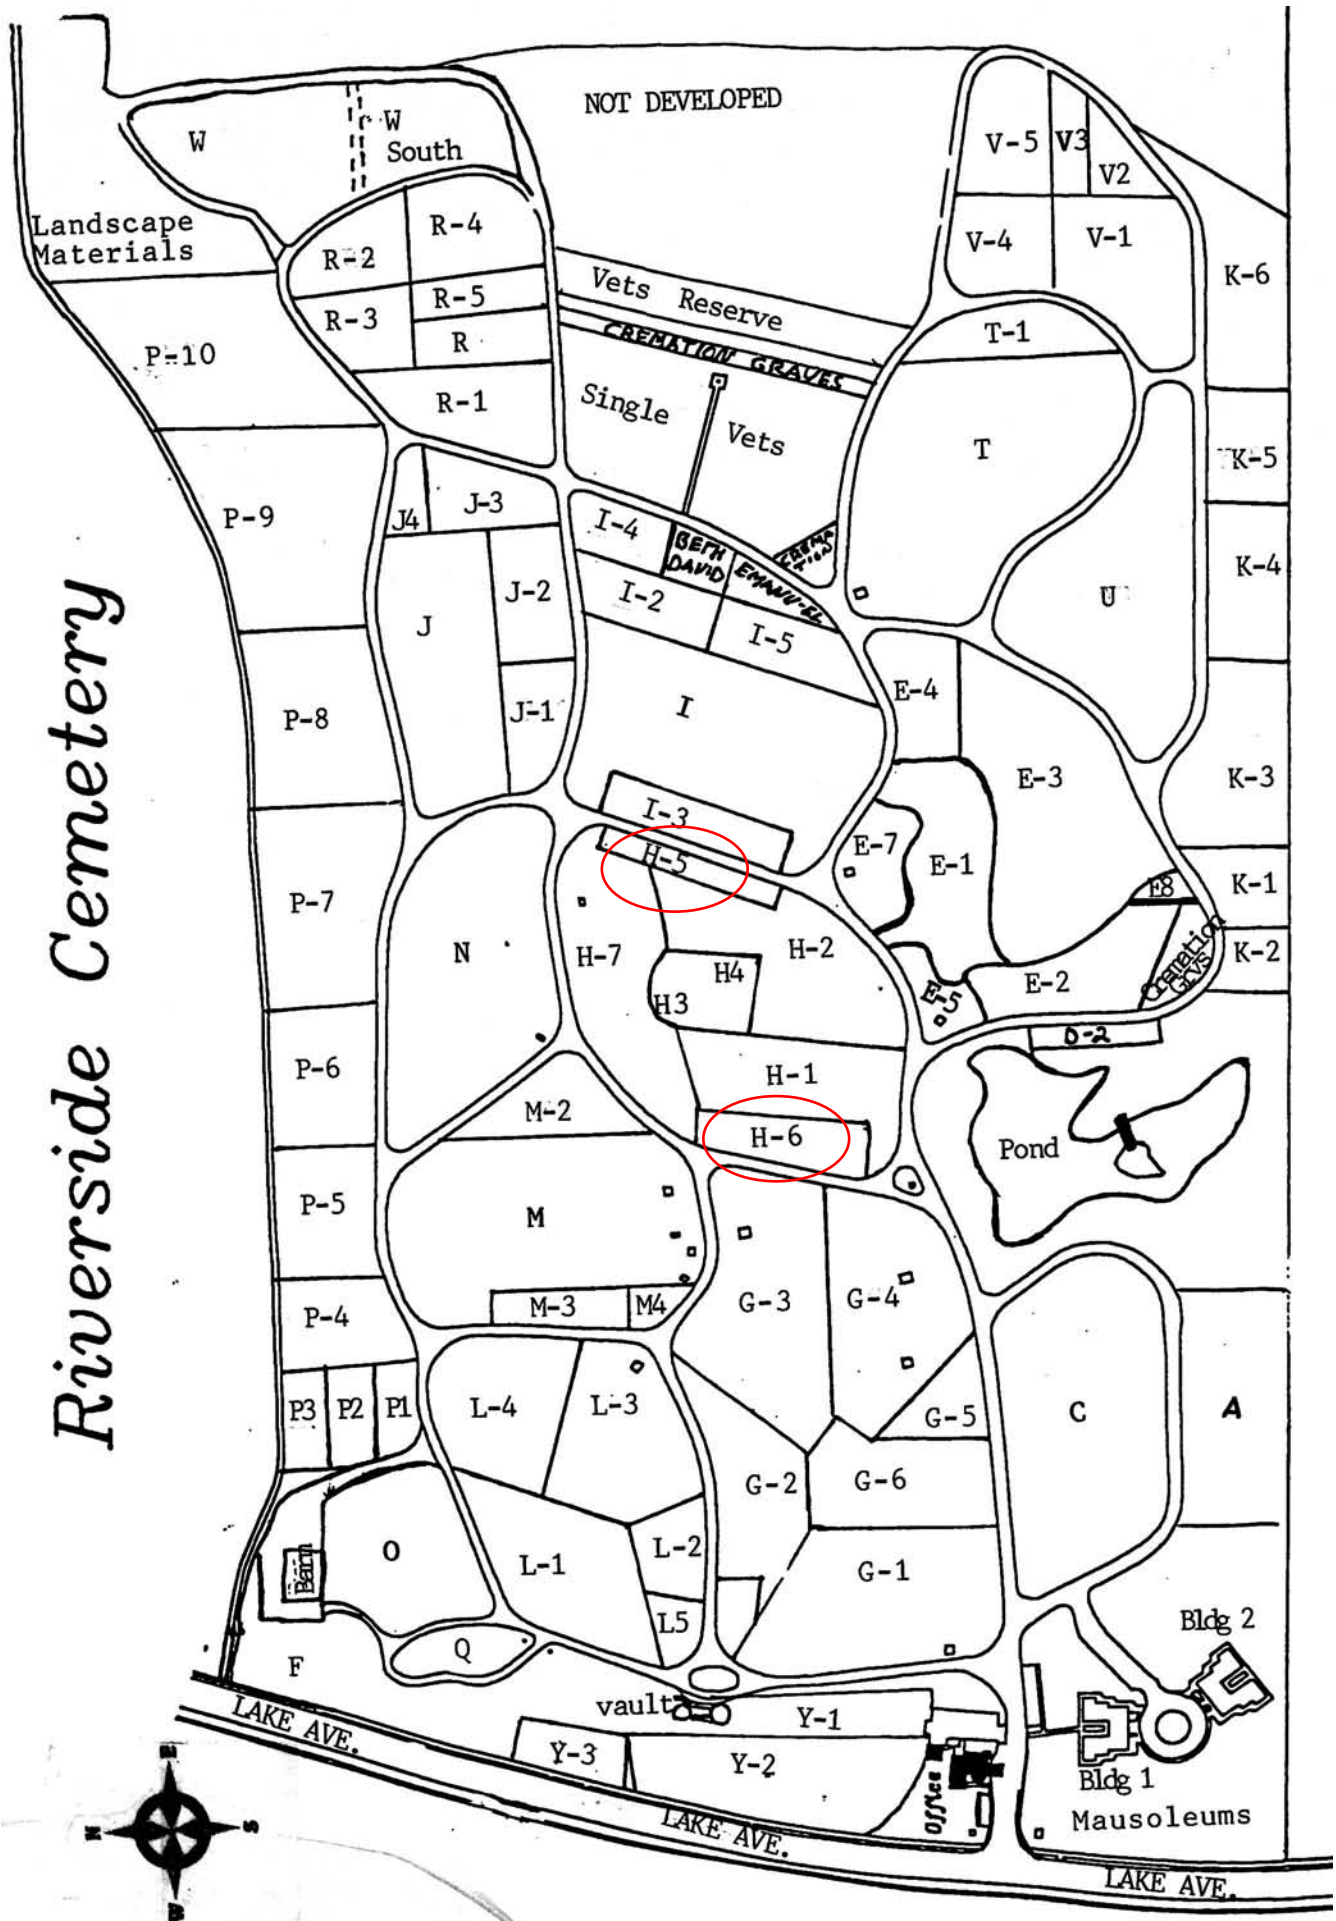 NOT DEVELOPED
W
W
South
V-5
V3
V2
Landscape
Materials
R-4
R-2
V-4
V-1
K-6
R-5
R-3
R
Vets Reserve
T-1
P-10
CREMATION GRAVES
R-1
Single
Vets
T
K-5
J-3
J4
P-9
I-4
BETH
DAVID
EMANU-EL
CREMA
TION
K-4
J-2
I-2
U
J
I-5
E-4
P-8
J-1
I
E-3
K-3
I-3
H-5
E-7
E-1
E8
K-1
P-7
N
H-7
H-2
K-2
H4
H3
E-5
E-2
Cremation
Grvs
D-2
P-6
H-1
M-2
H-6
Pond
P-5
M
M-3
M4
G-3
G-4
P-4
P3
P2
P1
L-4
L-3
G-5
C
A
G-2
G-6
O
Barn
L-1
L-2
G-1
L5
Bldg 2
Q
F
vault
Y-1
LAKE AVE.
Y-3
Y-2
Office
Bldg 1
Mausoleums
LAKE AVE.
LAKE AVE.
Riverside Cemetery
E
N
S
W